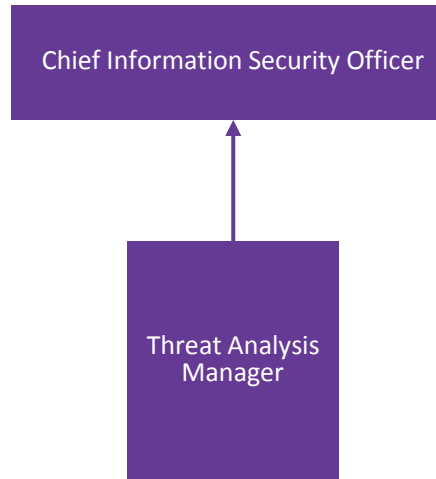 Chief Information Security Officer
Threat Analysis
Manager